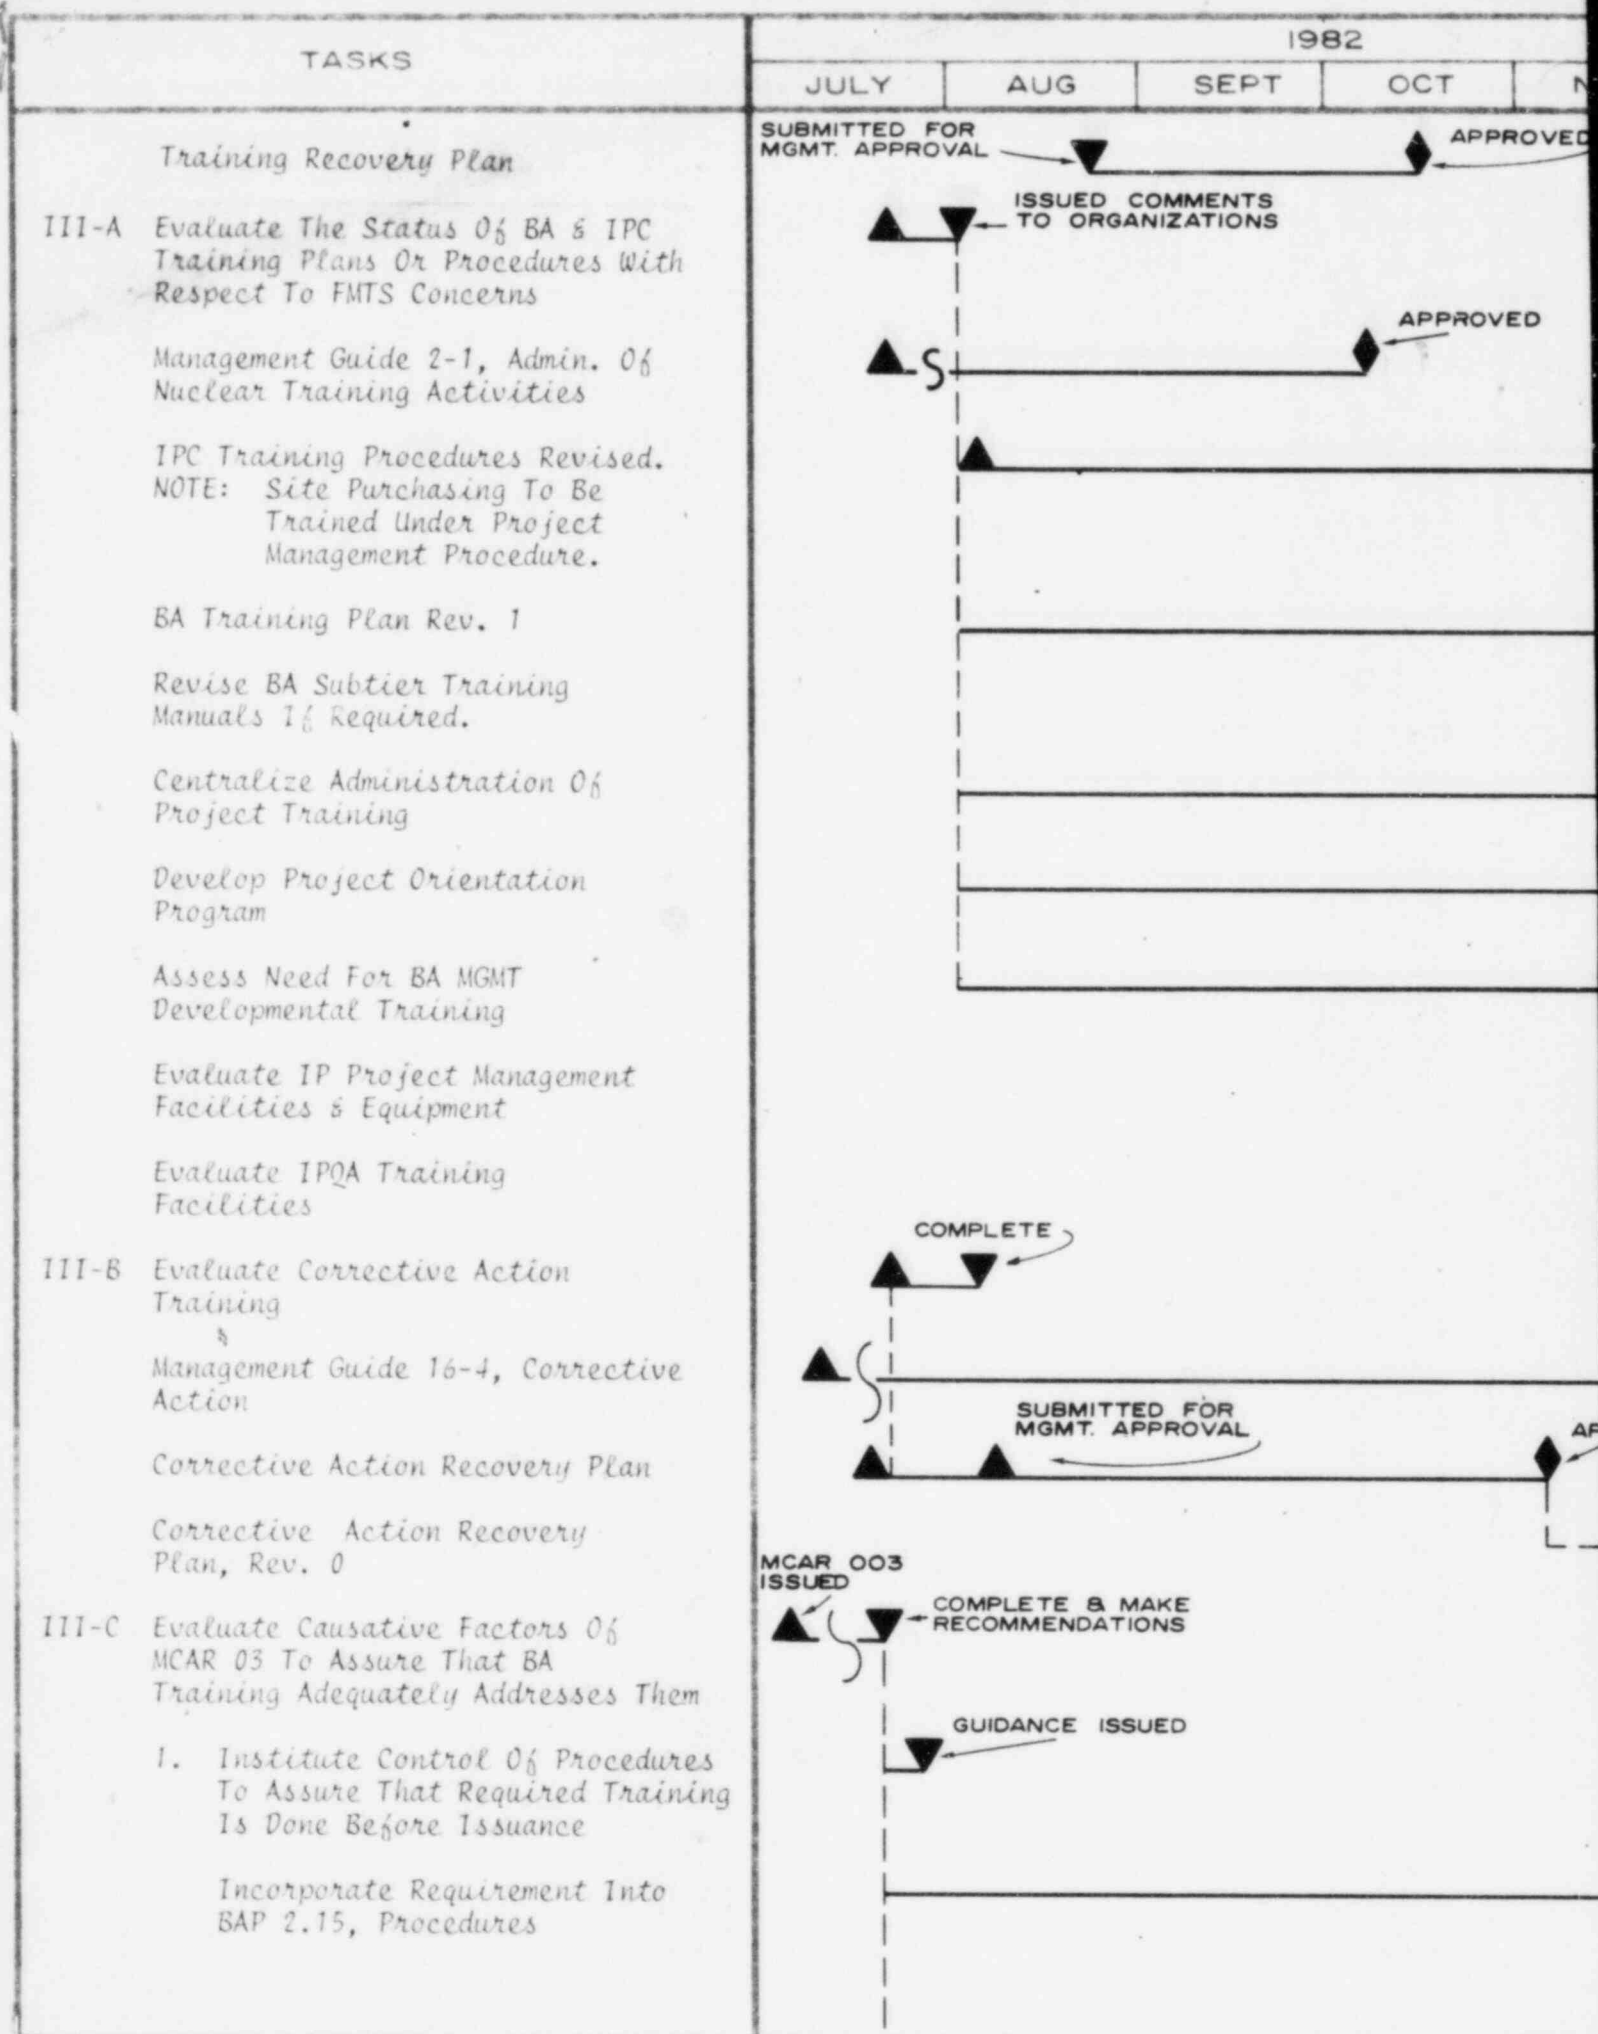 TASKS
1982
JULY AUG SEPT OCT N
SUBMITTED FOR
MGMT. APPROVAL
APPROVED
Training Recovery Plan
III-A Evaluate The Status Of BA & IPC
Training Plans Or Procedures With
Respect To FMTS Concerns
ISSUED COMMENTS
TO ORGANIZATIONS
Management Guide 2-1, Admin. Of
Nuclear Training Activities
APPROVED
IPC Training Procedures Revised.
NOTE: Site Purchasing To Be
Trained Under Project
Management Procedure.
BA Training Plan Rev. 1
Revise BA Subtier Training
Manuals If Required.
Centralize Administration Of
Project Training
Develop Project Orientation
Program
Assess Need For BA MGMT
Developmental Training
Evaluate IP Project Management
Facilities & Equipment
Evaluate IPQA Training
Facilities
COMPLETE
III-B Evaluate Corrective Action
Training
Management Guide 16-4, Corrective
Action
SUBMITTED FOR
MGMT. APPROVAL
AP
Corrective Action Recovery Plan
Corrective Action Recovery
Plan, Rev. 0
MCAR 003
ISSUED
COMPLETE & MAKE
RECOMMENDATIONS
III-C Evaluate Causative Factors Of
MCAR 03 To Assure That BA
Training Adequately Addresses Them
GUIDANCE ISSUED
1. Institute Control Of Procedures
To Assure That Required Training
Is Done Before Issuance
Incorporate Requirement Into
BAP 2.15, Procedures